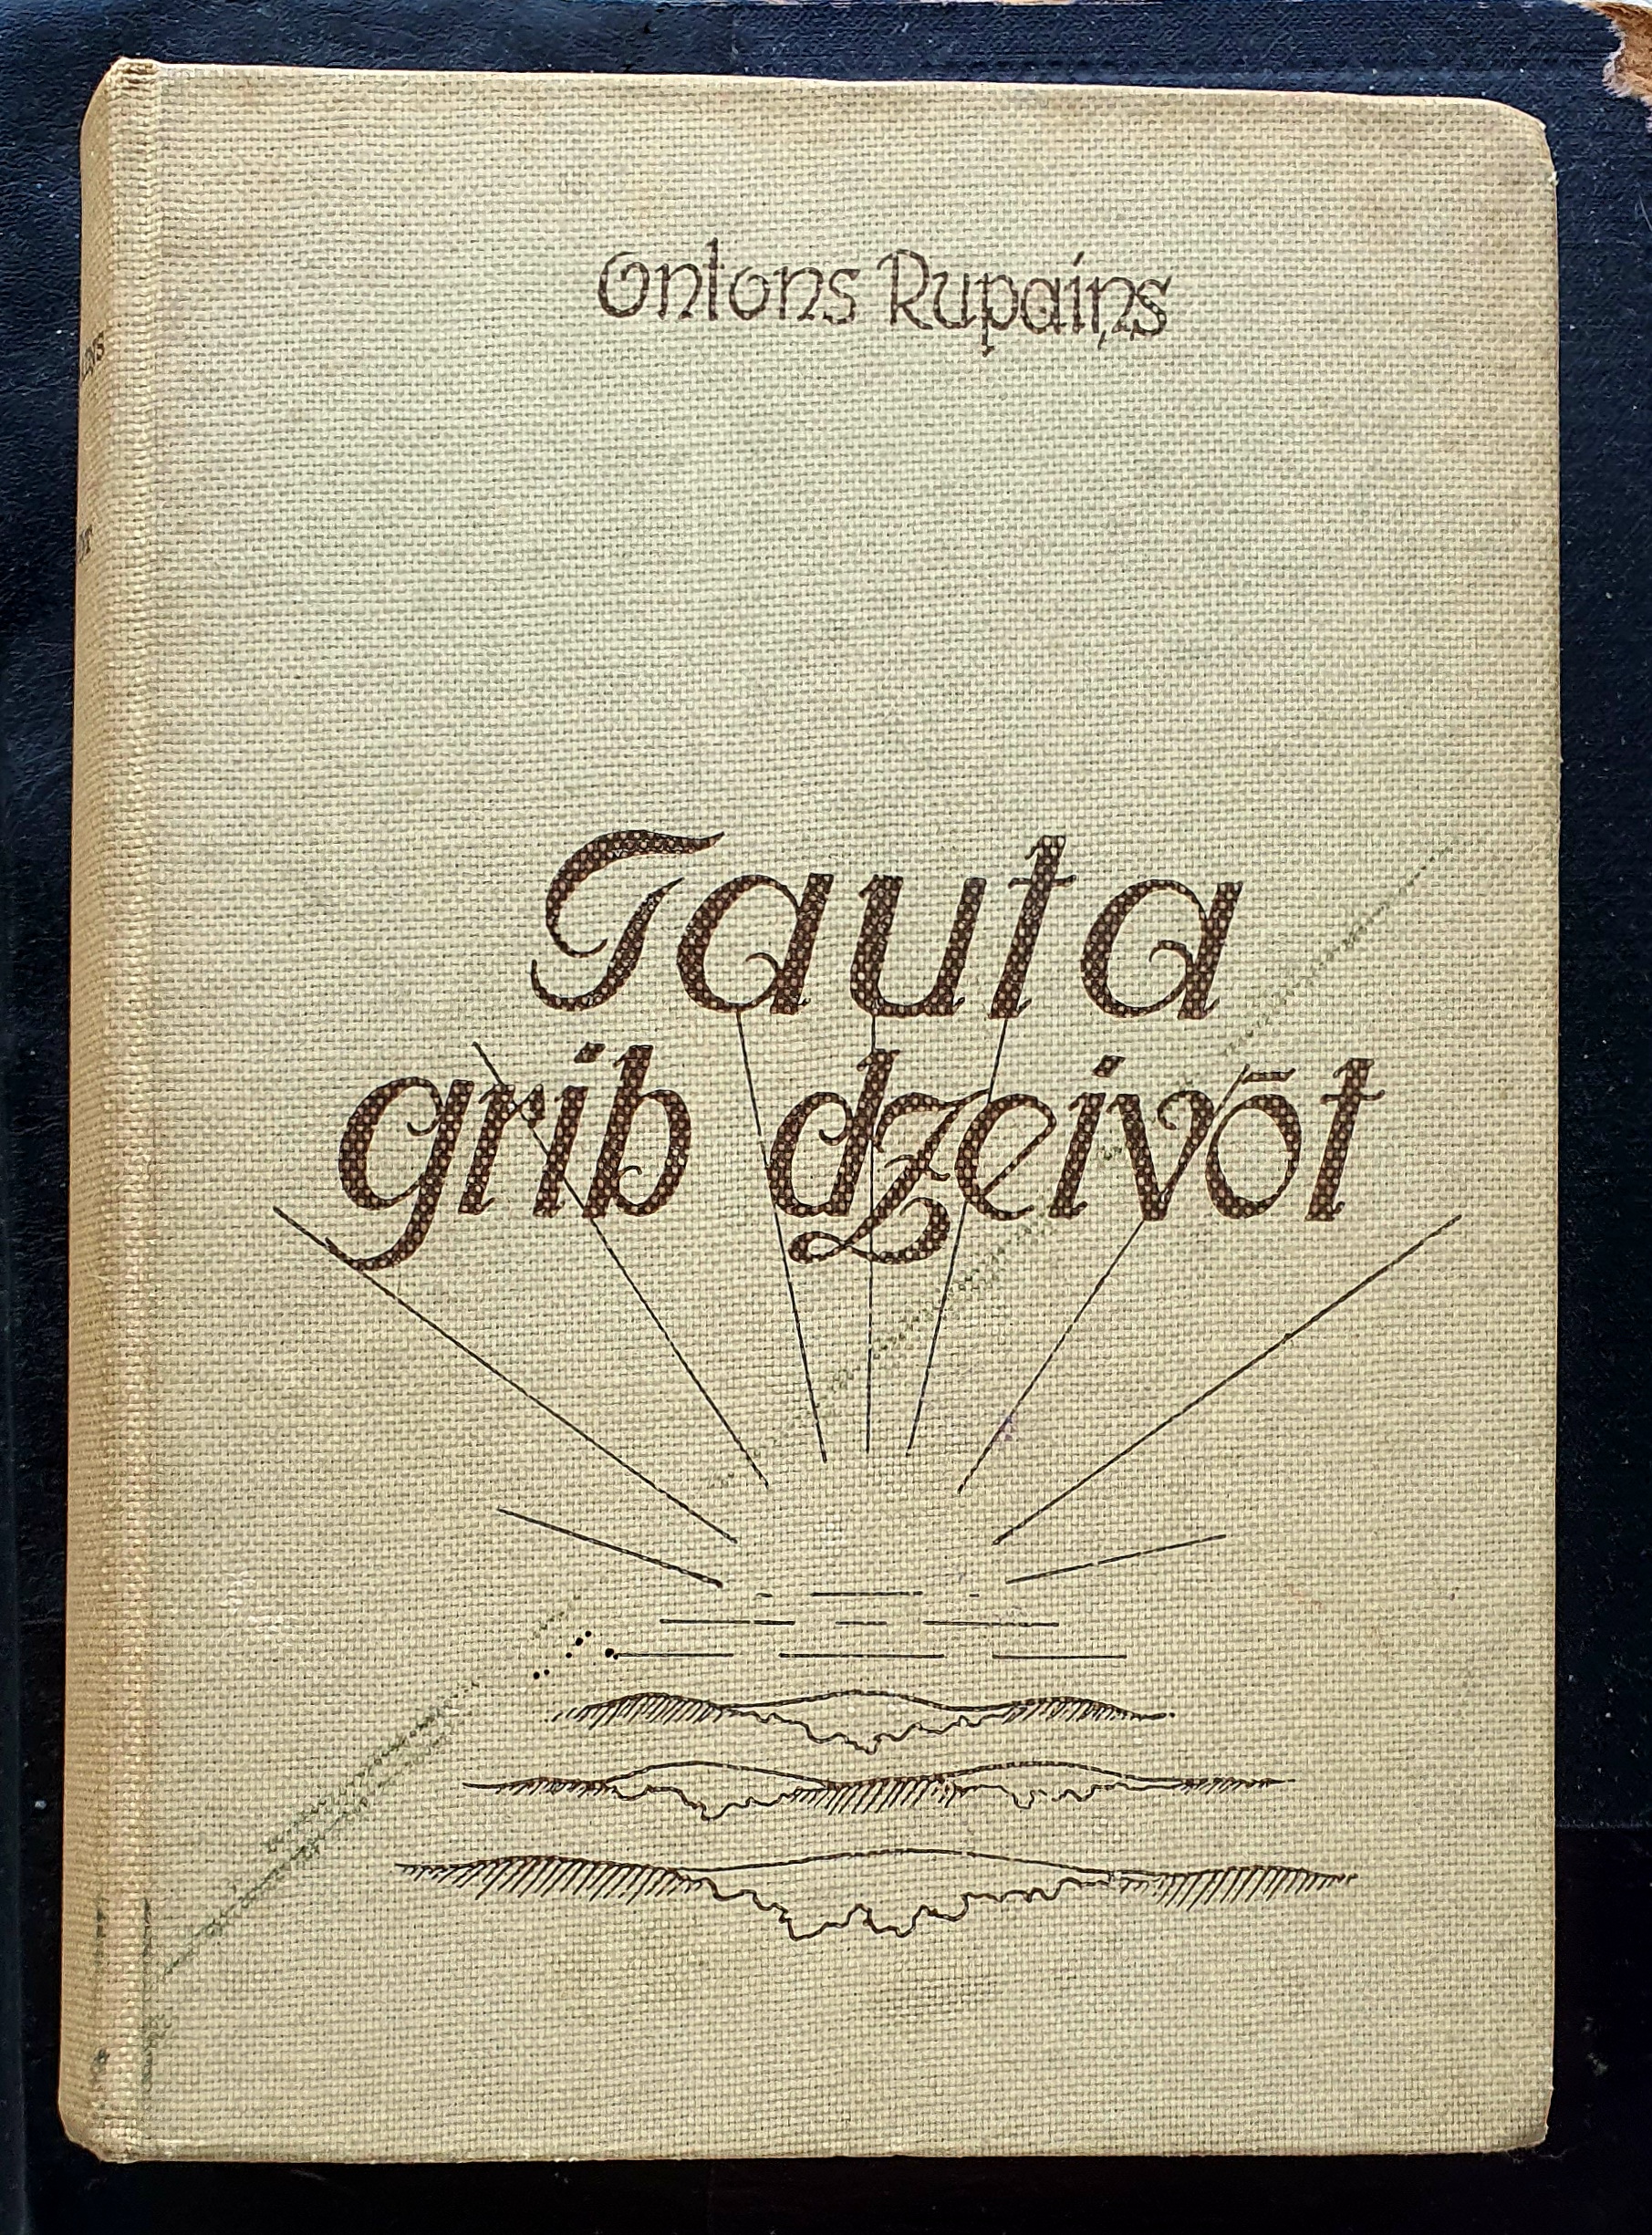 Ontons Rupaiņs
Tauta
grib dzeivōt